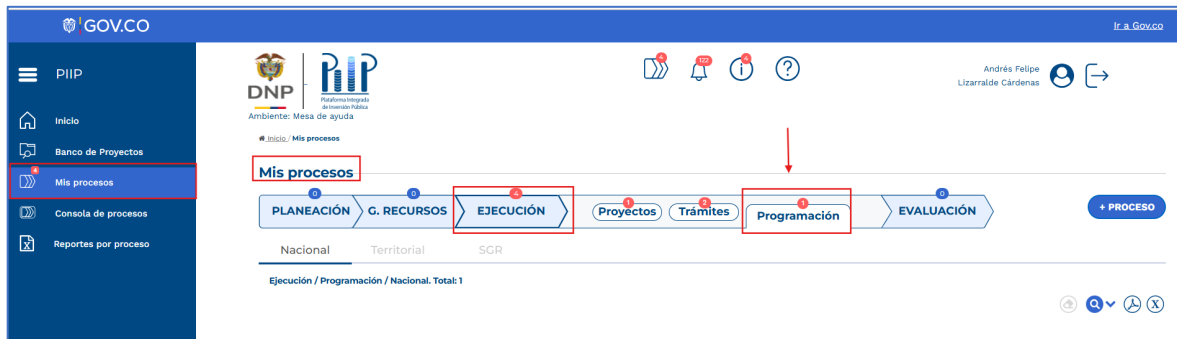 GOV.CO
Ir a Gov.co
PIIP
Inicio
Banco de Proyectos
4
Mis procesos
Consola de procesos
Reportes por proceso
DNP
PIIP
Plataforma Integrada
de Inversión Pública
Ambiente: Mesa de ayuda
4
122
4
?
Andrés Felipe
Lizarralde Cárdenas
Inicio / Mis procesos
Mis procesos
0
PLANEACIÓN
0
G. RECURSOS
4
EJECUCIÓN
1
Proyectos
2
Trámites
1
Programación
0
EVALUACIÓN
+ PROCESO
Nacional
Territorial
SGR
Ejecución / Programación / Nacional. Total: 1
X